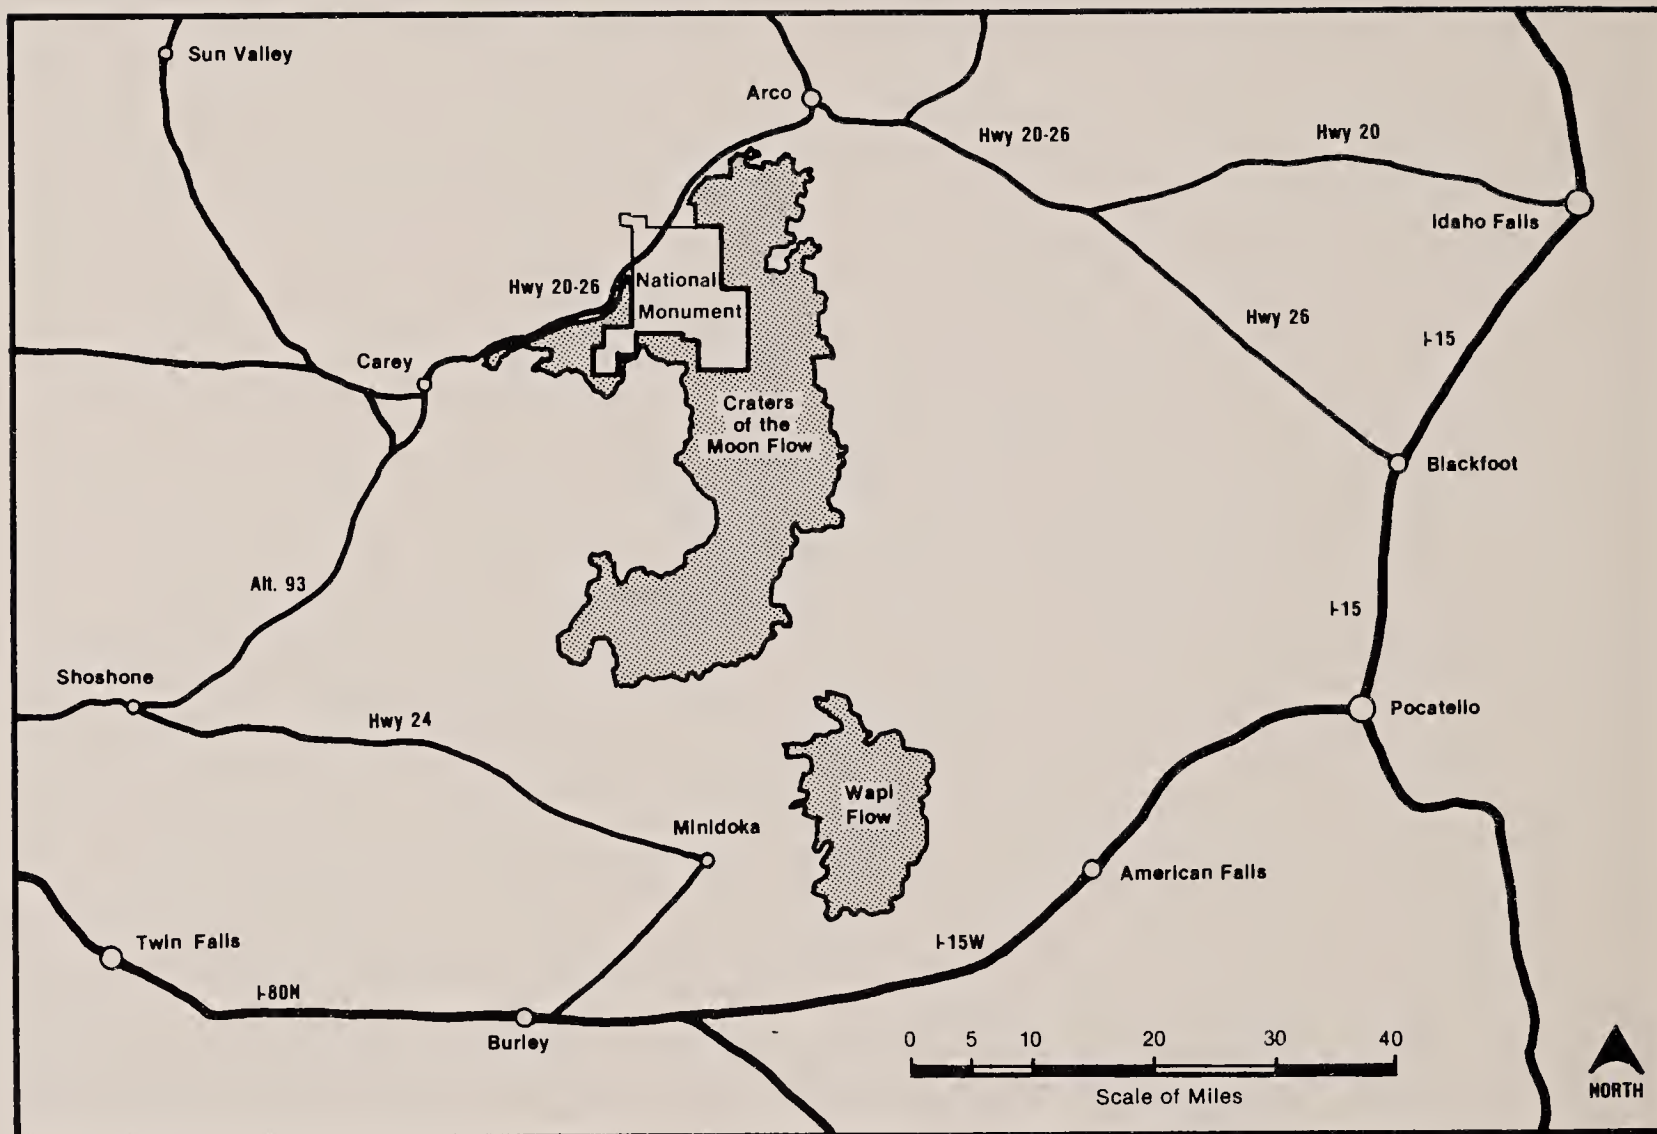 Sun Valley
Arco
Hwy 20-26
Hwy 20
Idaho Falls
Hwy 20-26
National
Monument
Hwy 26
I-15
Carey
Craters
of the
Moon Flow
Blackfoot
Alt. 93
I-15
Shoshone
Hwy 24
Pocatello
Wapi
Flow
Minidoka
American Falls
Twin Falls
I-15W
I-80N
Burley
0 5 10 20 30 40
Scale of Miles
NORTH